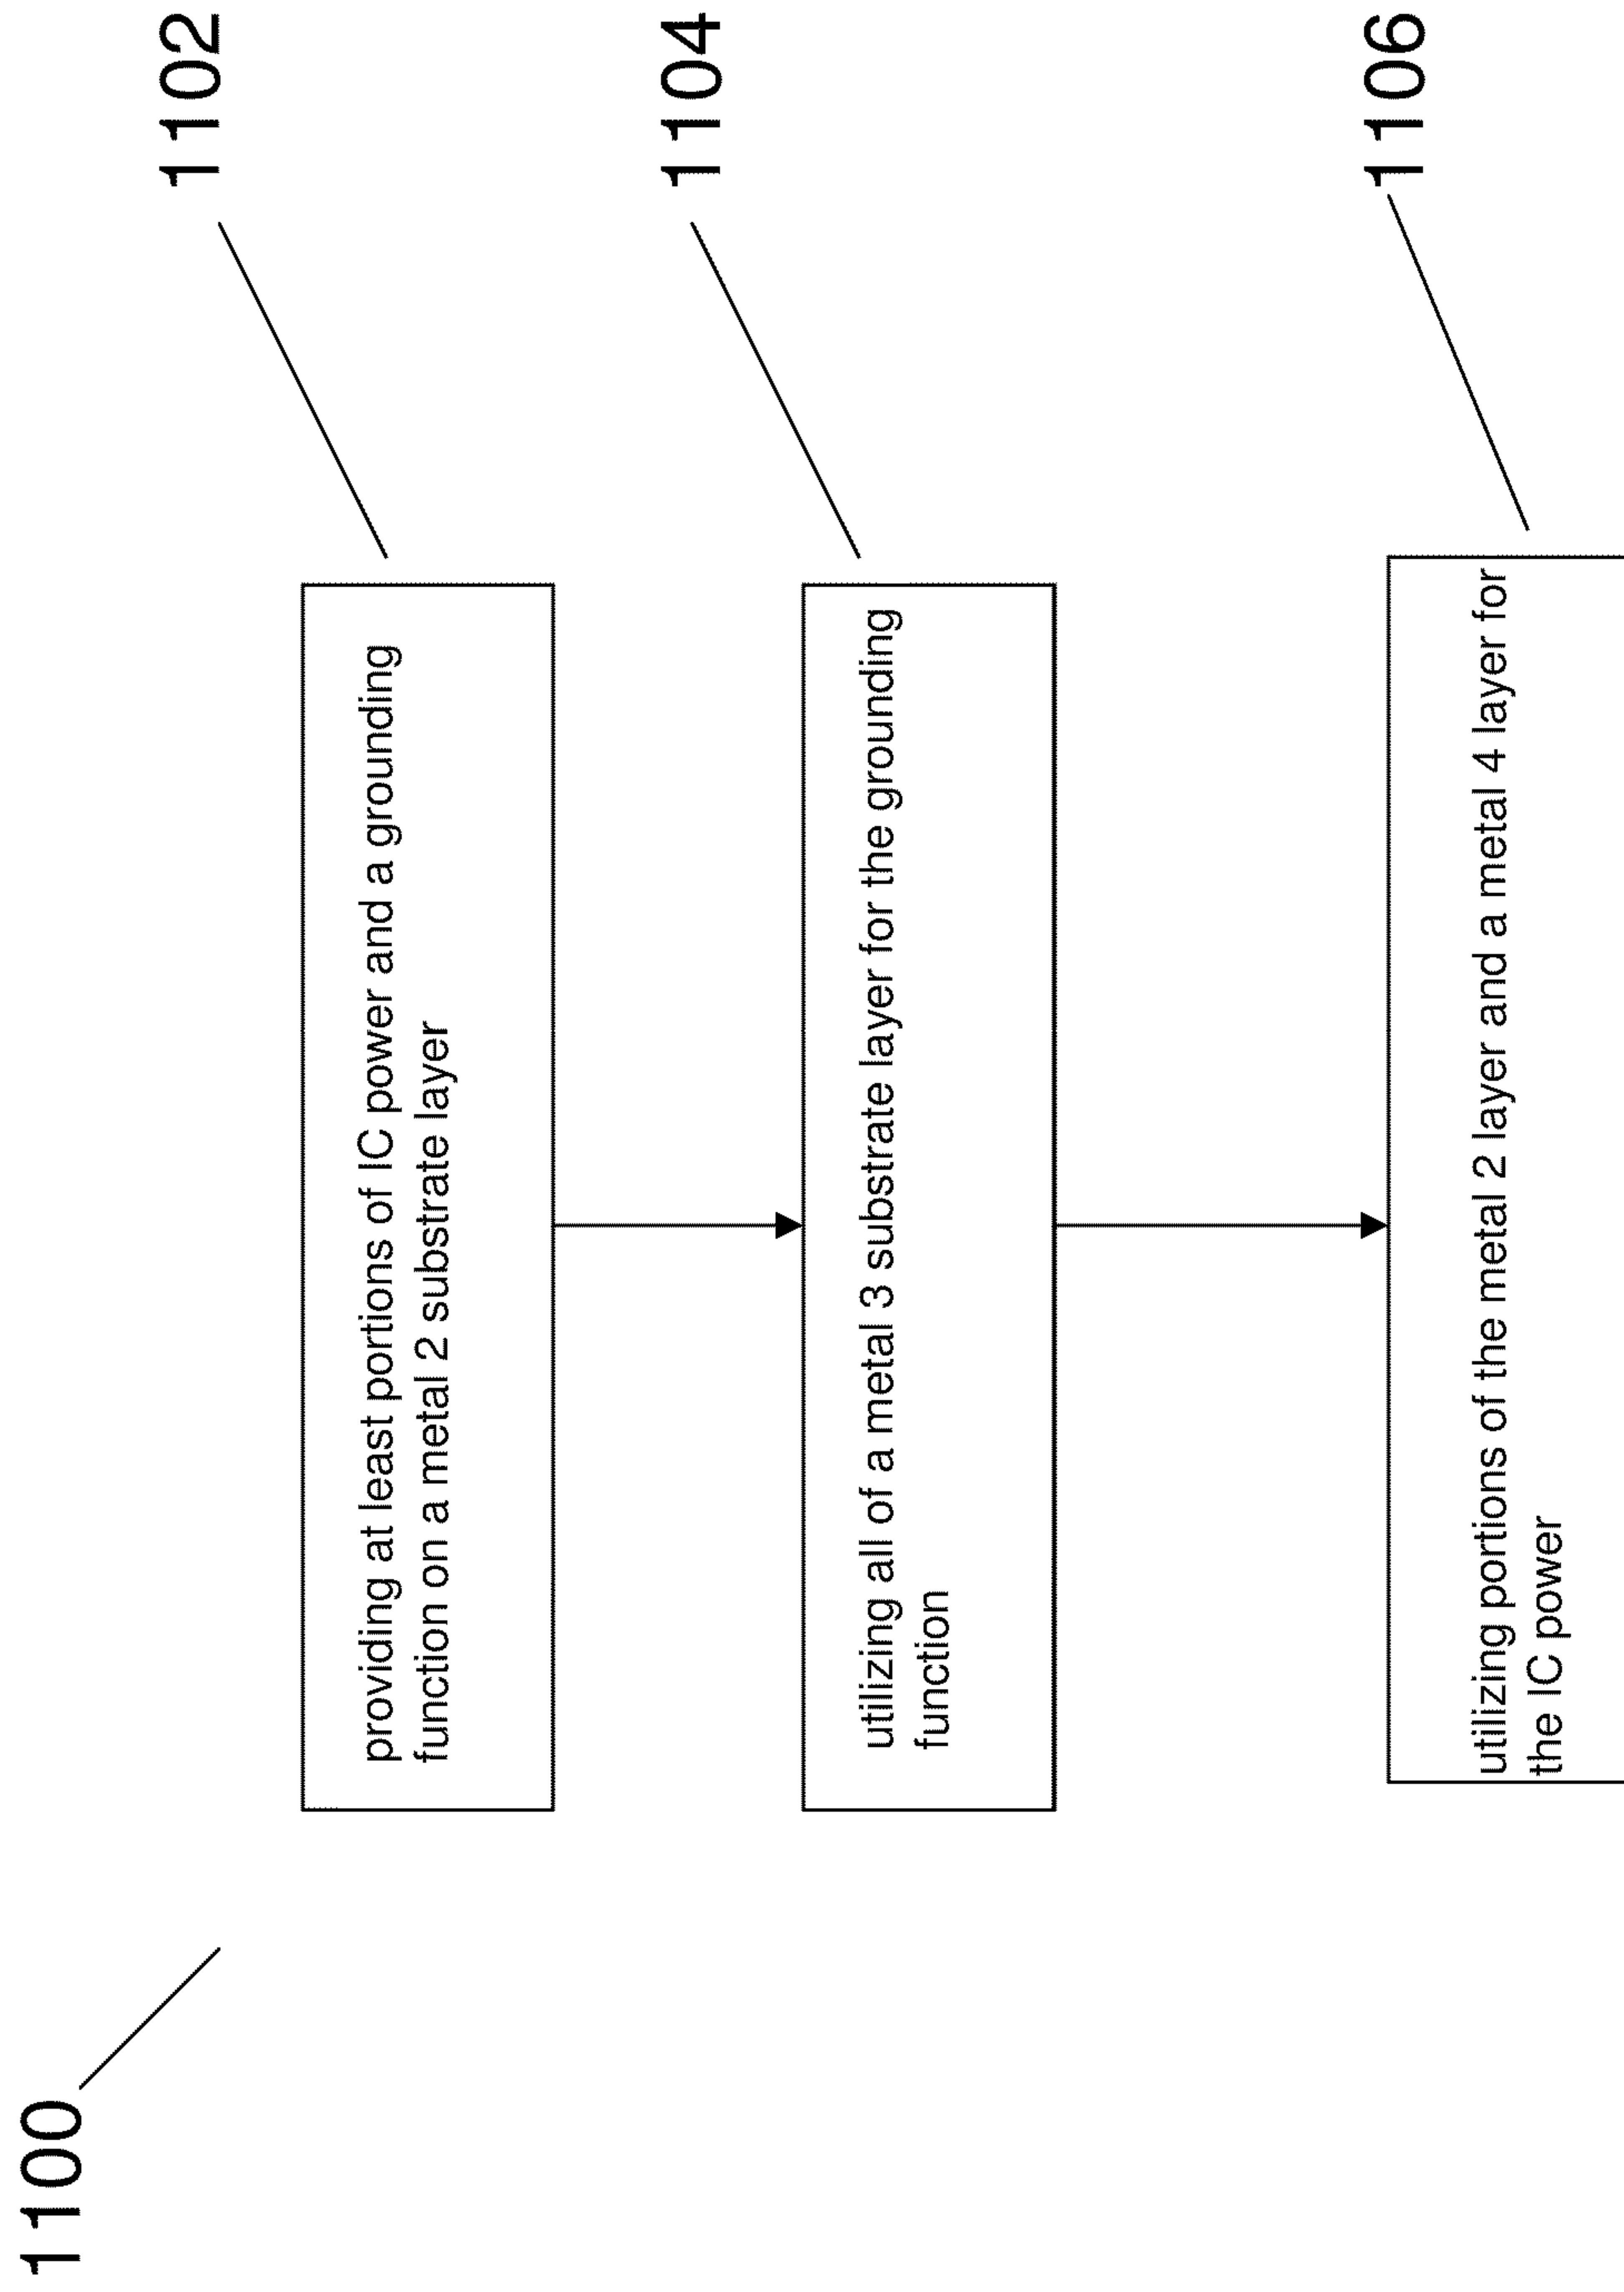 1100
1102
providing at least portions of IC power and a grounding
function on a metal 2 substrate layer
1104
utilizing all of a metal 3 substrate layer for the grounding
function
1106
utilizing portions of the metal 2 layer and a metal 4 layer for
the IC power